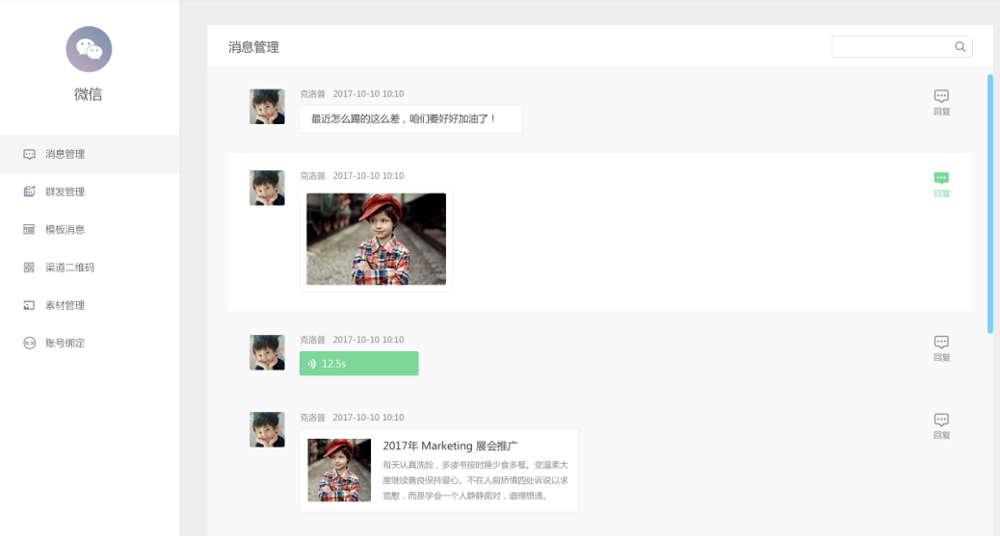 微信
消息管理
群发管理
模板消息
渠道二维码
素材管理
账号绑定
消息管理
克洛普 2017-10-10 10:10
最近怎么踢的这么差，咱们要好好加油了！
回复
克洛普 2017-10-10 10:10
回复
克洛普 2017-10-10 10:10
12.5s
回复
克洛普 2017-10-10 10:10
2017年 Marketing 展会推广
每天认真洗脸，多读书按时睡少食多餐。变温柔大
度继续善良保持爱心。不在人前矫情四处诉说以求
宽慰，而是学会一个人静静面对，道理想通。
回复